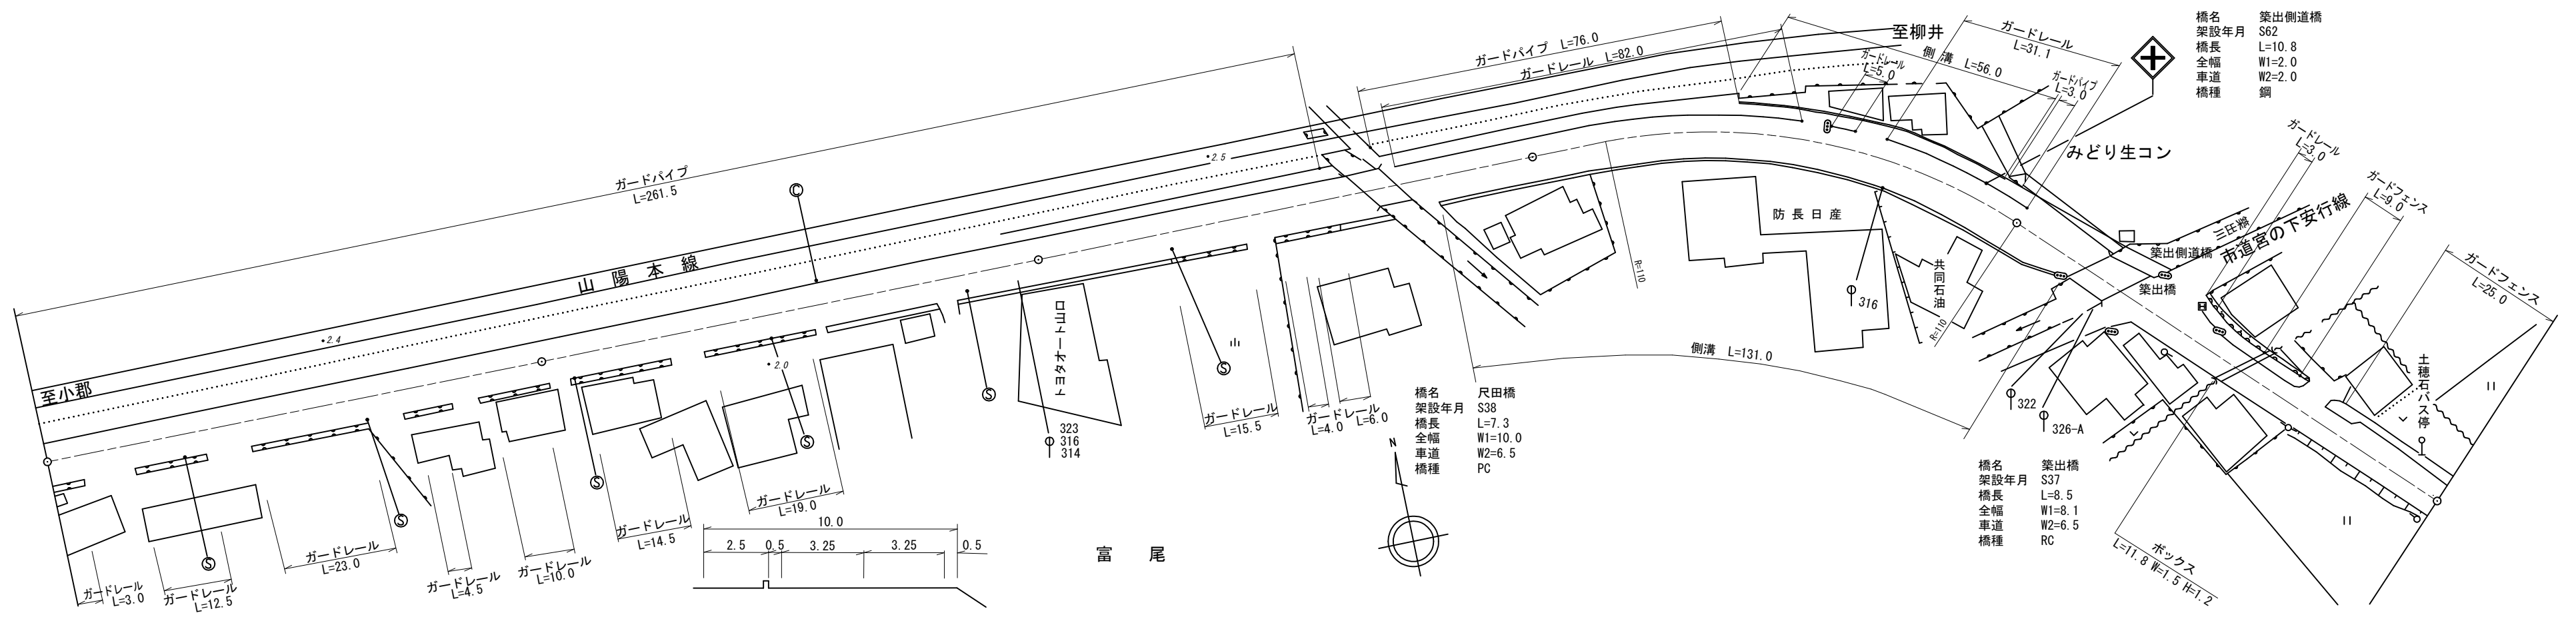 至柳井
ガードレール
L=31.1
橋名 築出側道橋
架設年月 S62
橋長 L=10.8
全幅 W1=2.0
車道 W2=2.0
橋種 鋼
ガードパイプ L=76.0
ガードレール L=82.0
側溝 L=56.0
ガードレール
L=5.0
ガードパイプ
L=3.0
みどり生コン
ガードパイプ
L=261.5
C
2.5
ガードレール
L=3.0
ガードフェンス
L=9.0
防長日産
R=110
共同石油
316
R=110
市道宮の下安行線
築出側道橋
築出橋
ガードフェンス
L=25.0
山陽本線
2.4
2.0
トヨタオートヤマロ
至小郡
側溝 L=131.0
土穂石バス停
橋名 尺田橋
架設年月 S38
橋長 L=7.3
全幅 W1=10.0
車道 W2=6.5
橋種 PC
322
326-A
323
316
314
S
S
S
S
S
S
ガードレール
L=15.5
ガードレール
L=4.0
L=6.0
N
橋名 築出橋
架設年月 S37
橋長 L=8.5
全幅 W1=8.1
車道 W2=6.5
橋種 RC
ガードレール
L=3.0
ガードレール
L=12.5
ガードレール
L=23.0
ガードレール
L=4.5
ガードレール
L=10.0
ガードレール
L=14.5
ガードレール
L=19.0
10.0
2.5 0.5 3.25 3.25 0.5
富尾
ボックス
L=11.8 W=1.5 H=1.2